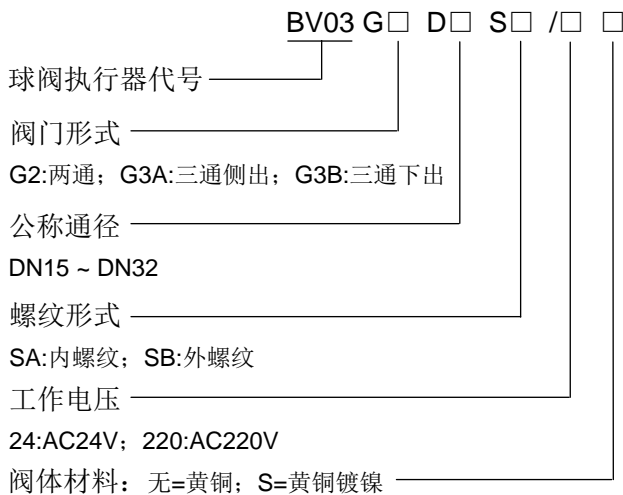 BV03 G□ D□ S□ /□ □
球阀执行器代号
阀门形式
G2:两通；G3A:三通侧出；G3B:三通下出
公称通径
DN15 ~ DN32
螺纹形式
SA:内螺纹；SB:外螺纹
工作电压
24:AC24V；220:AC220V
阀体材料：无=黄铜；S=黄铜镀镍